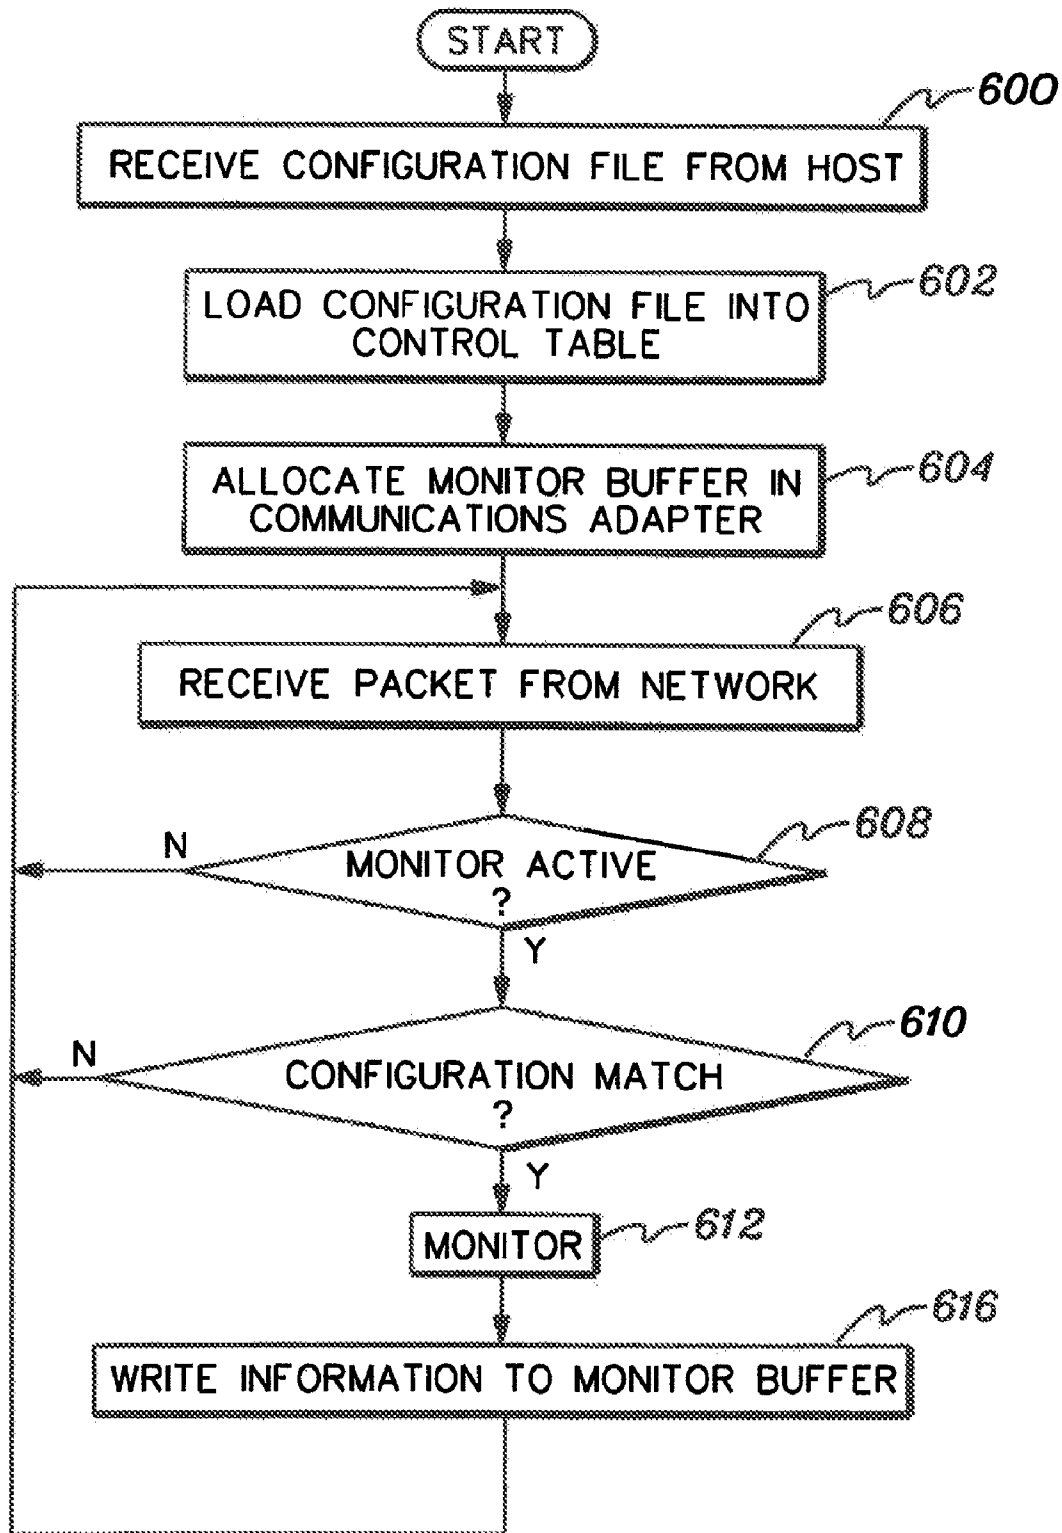 START
600
RECEIVE CONFIGURATION FILE FROM HOST
602
LOAD CONFIGURATION FILE INTO
CONTROL TABLE
604
ALLOCATE MONITOR BUFFER IN
COMMUNICATIONS ADAPTER
606
RECEIVE PACKET FROM NETWORK
608
N
MONITOR ACTIVE
?
Y
610
N
CONFIGURATION MATCH
?
Y
612
MONITOR
616
WRITE INFORMATION TO MONITOR BUFFER